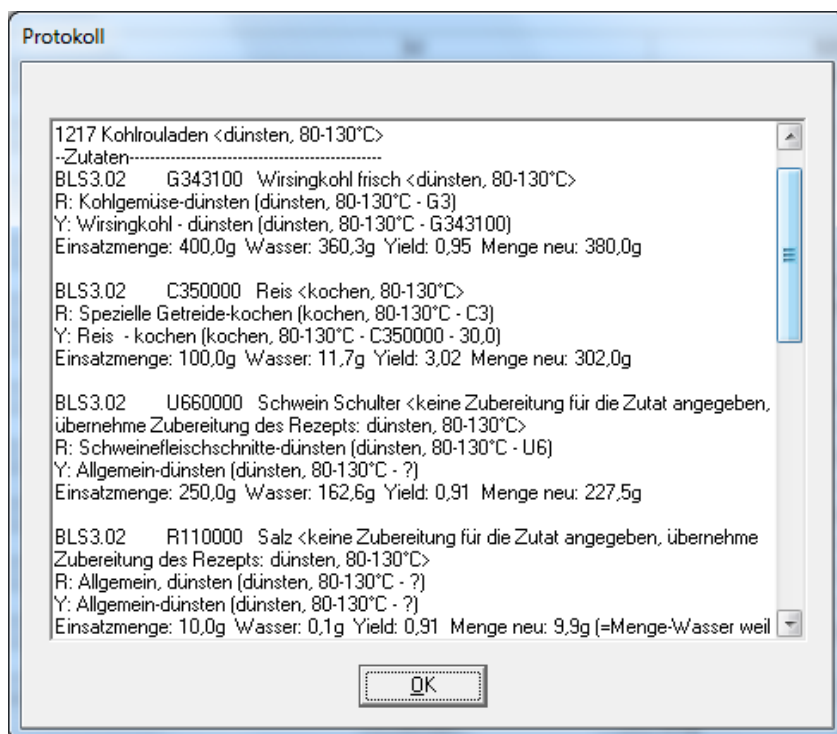 Protokoll
1217 Kohlrouladen <dünsten, 80-130°C>
--Zutaten-----------------------------------------------
BLS3.02 G343100 Wirsingkohl frisch <dünsten, 80-130°C>
R: Kohlgemüse-dünsten (dünsten, 80-130°C - G3)
Y: Wirsingkohl - dünsten (dünsten, 80-130°C - G343100)
Einsatzmenge: 400,0g Wasser: 360,3g Yield: 0,95 Menge neu: 380,0g
BLS3.02 C350000 Reis <kochen, 80-130°C>
R: Spezielle Getreide-kochen (kochen, 80-130°C - C3)
Y: Reis - kochen (kochen, 80-130°C - C350000 - 30,0)
Einsatzmenge: 100,0g Wasser: 11,7g Yield: 3,02 Menge neu: 302,0g
BLS3.02 U660000 Schwein Schulter <keine Zubereitung für die Zutat angegeben,
übernehme Zubereitung des Rezepts: dünsten, 80-130°C>
R: Schweinefleischschnitte-dünsten (dünsten, 80-130°C - U6)
Y: Allgemein-dünsten (dünsten, 80-130°C - ?)
Einsatzmenge: 250,0g Wasser: 162,6g Yield: 0,91 Menge neu: 227,5g
BLS3.02 R110000 Salz <keine Zubereitung für die Zutat angegeben, übernehme
Zubereitung des Rezepts: dünsten, 80-130°C>
R: Allgemein, dünsten (dünsten, 80-130°C - ?)
Y: Allgemein-dünsten (dünsten, 80-130°C - ?)
Einsatzmenge: 10,0g Wasser: 0,1g Yield: 0,91 Menge neu: 9,9g (=Menge-Wasser weil
OK